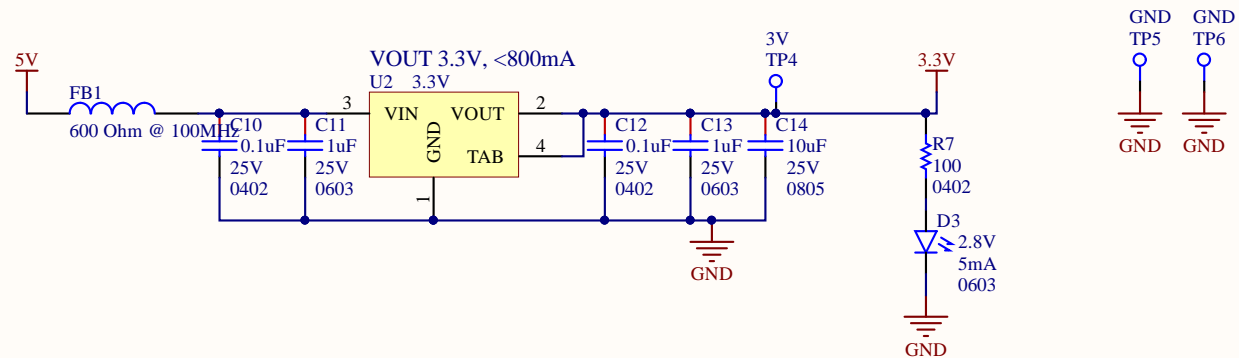 GND
TP5
GND
TP6
3V
TP4
5V
VOUT 3.3V, <800mA
3.3V
U2 3.3V
FB1
600 Ohm @ 100MHz
3
VIN
VOUT
2
GND
TAB
4
1
C10
0.1uF
25V
0402
C11
1uF
25V
0603
C12
0.1uF
25V
0402
C13
1uF
25V
0603
C14
10uF
25V
0805
R7
100
0402
D3
2.8V
5mA
0603
GND
GND
GND
GND